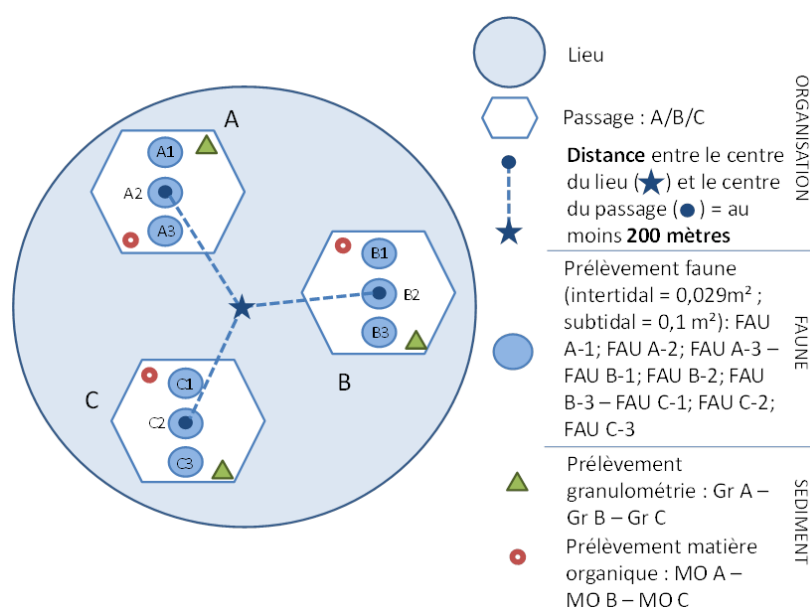 A
A1
A2
A3
B1
B2
B3
B
C
C1
C2
C3
Lieu
Passage : A/B/C
Distance entre le centre
du lieu (★) et le centre
du passage (●) = au
moins 200 mètres
ORGANISATION
Prélèvement faune
(intertidal = 0,029m² ;
subtidal = 0,1 m²): FAU
A-1; FAU A-2; FAU A-3 –
FAU B-1; FAU B-2; FAU
B-3 – FAU C-1; FAU C-2;
FAU C-3
FAUNE
Prélèvement
granulométrie : Gr A –
Gr B – Gr C
Prélèvement matière
organique : MO A –
MO B – MO C
SEDIMENT